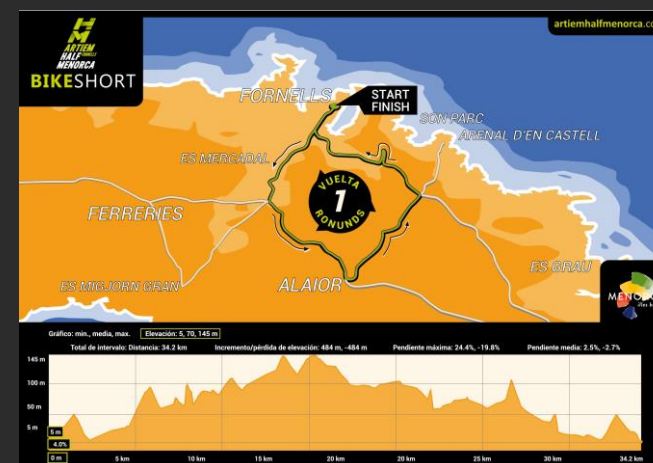 HM
ARTIEM
HALF
MENORCA
BIKESHORT
artiemhalfmenorca.co
FORNELLS
START
FINISH
SON PARC
ARENAL D'EN CASTELL
ES MERCADAL
VUELTA
1
RONUNDS
FERRERIES
ES MIGJORN GRAN
ALAIOR
ES GRAU
MENORCA
Gráfico: min., media, max. Elevación: 5, 70, 145 m
Total de intervalo: Distancia: 34.2 km Incremento/pérdida de elevación: 484 m, -484 m Pendiente máxima: 24.4%, -19.8% Pendiente media: 2.5%, -2.7%
145 m
100 m
50 m
5 m
5 m
4.0%
0 m 5 km 10 km 15 km 20 km 20 km 25 km 30 km 34.2 km